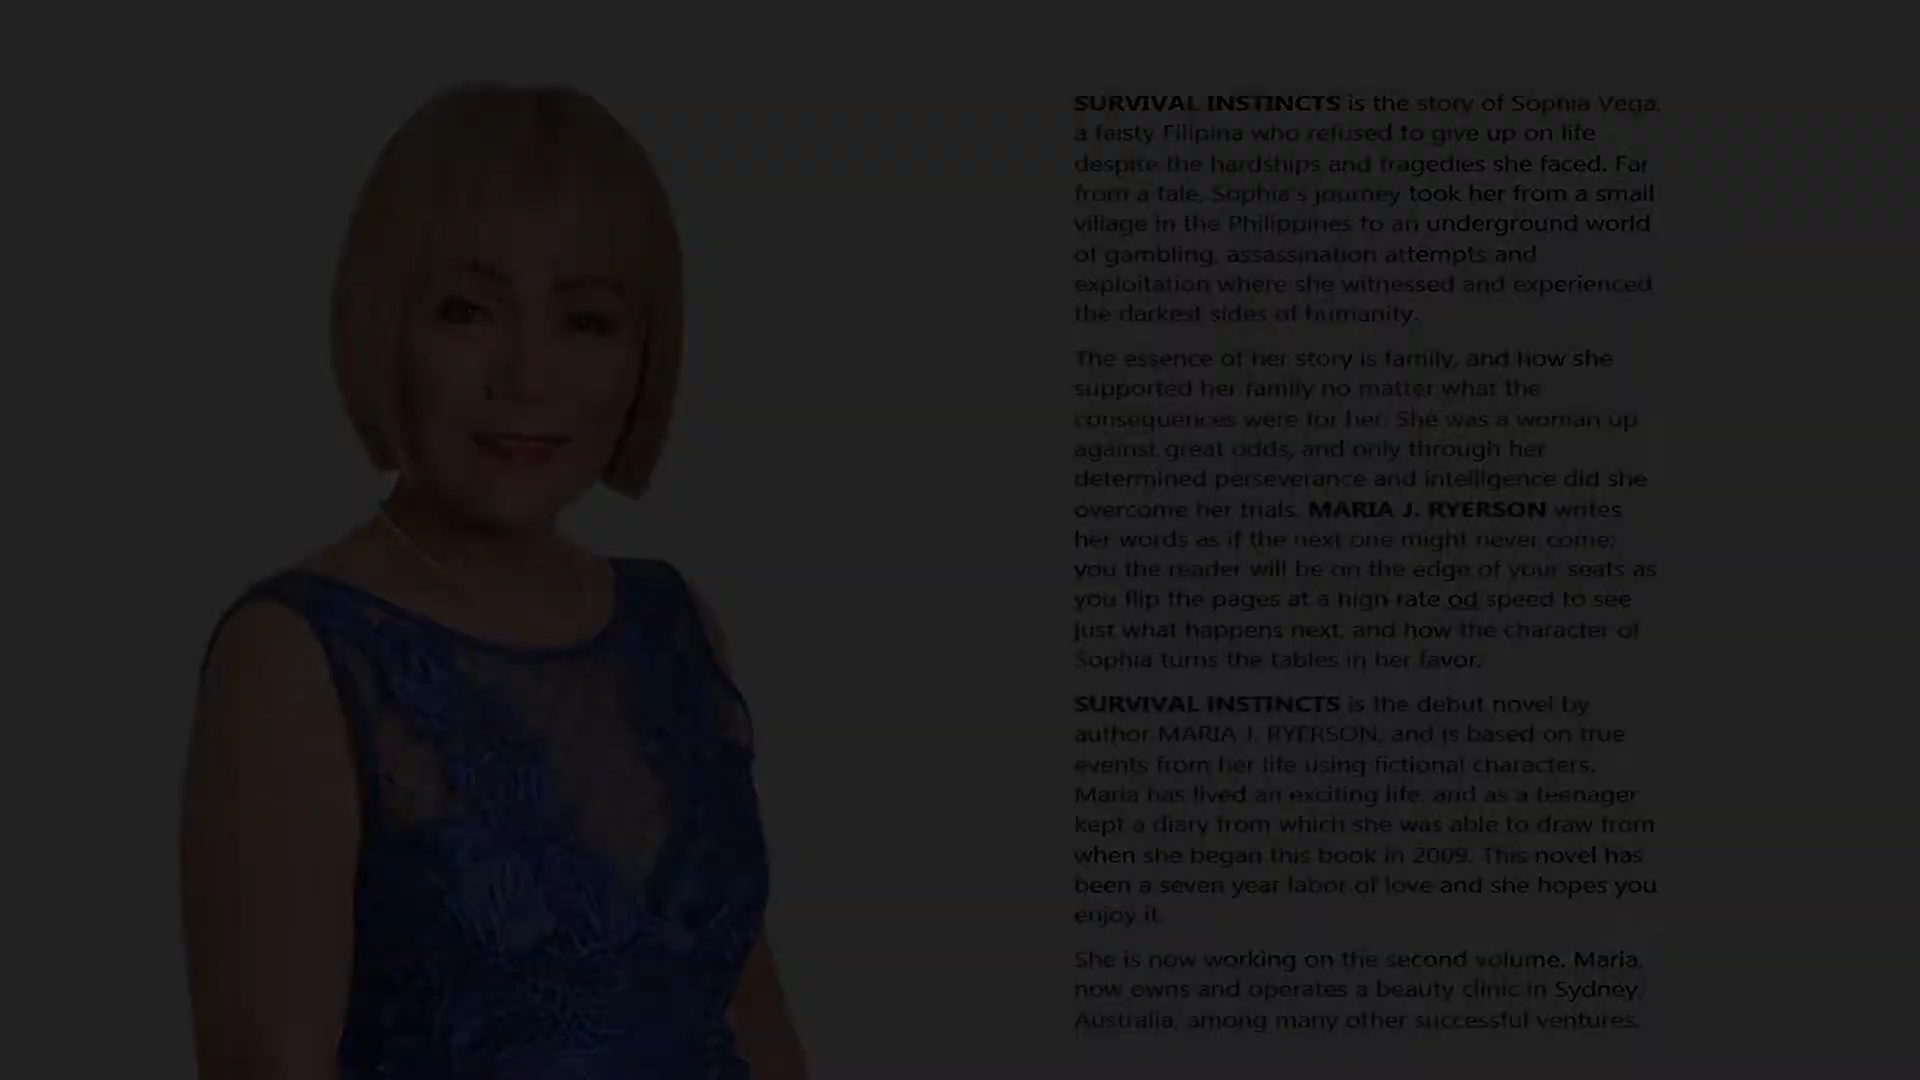 SURVIVAL INSTINCTS is the story of Sophia Vega,
a feisty Filipina who refused to give up on life
despite the hardships and tragedies she faced. Far
from a tale, Sophia's journey took her from a small
village in the Philippines to an underground world
of gambling, assassination attempts and
exploitation where she witnessed and experienced
the darkest sides of humanity.
The essence of her story is family, and how she
supported her family no matter what the
consequences were for her. She was a woman up
against great odds, and only through her
determined perseverance and intelligence did she
overcome her trials. MARIA J. RYERSON writes
her words as if the next one might never come;
you the reader will be on the edge of your seats as
you flip the pages at a high rate od speed to see
just what happens next, and how the character of
Sophia turns the tables in her favor.
SURVIVAL INSTINCTS is the debut novel by
author MARIA J. RYERSON, and is based on true
events from her life using fictional characters.
Maria has lived an exciting life, and as a teenager
kept a diary from which she was able to draw from
when she began this book in 2009. This novel has
been a seven year labor of love and she hopes you
enjoy it.
She is now working on the second volume. Maria,
now owns and operates a beauty clinic in Sydney,
Australia, among many other successful ventures.